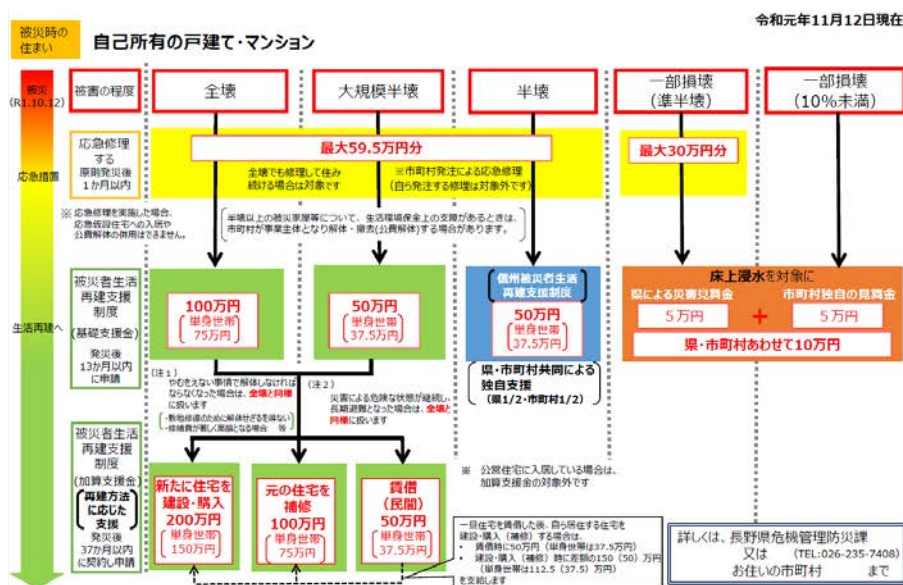 令和元年11月12日現在
被災時の
住まい
自己所有の戸建て・マンション
被災
(R1.10.12)
被害の程度
全壊
大規模半壊
半壊
一部損壊
(準半壊)
一部損壊
(10%未満)
応急措置
応急修理
する
原則発災後
1か月以内
最大59.5万円分
全壊でも修理して住み
続ける場合は対象です
※市町村発注による応急修理
(自ら発注する修理は対象外です)
最大30万円分
※ 応急修理を実施した場合、
応急仮設住宅への入居や
公費解体の併用はできません。
半壊以上の被災家屋等について、生活環境保全上の支障があるときは、
市町村が事業主体となり解体・撤去(公費解体)する場合があります。
生活再建へ
被災者生活
再建支援
制度
(基礎支援金)
発災後
13か月以内
に申請
100万円
(単身世帯
75万円)
50万円
(単身世帯
37.5万円)
信州被災者生活
再建支援制度
50万円
(単身世帯
37.5万円)
県・市町村共同による
独自支援
(県1/2・市町村1/2)
床上浸水を対象に
県による災害見舞金
5万円
+
市町村独自の見舞金
5万円
県・市町村あわせて10万円
(注1)
やむをえない事情で解体しなければ
ならなくなった場合は、全壊と同様
に扱います
・敷地修復のために解体せざるを得ない
・修繕費が著しく高額となる場合 等
(注2)
災害による危険な状態が継続し、
長期避難となった場合は、全壊と
同様に扱います
被災者生活
再建支援
制度
(加算支援金)
再建方法
に応じた
支援
発災後
37か月以内
に契約し申請
新たに住宅を
建設・購入
200万円
(単身世帯
150万円)
元の住宅を
補修
100万円
(単身世帯
75万円)
賃借
(民間)
50万円
(単身世帯
37.5万円)
※ 公営住宅に入居している場合は、
加算支援金の対象外です
一旦住宅を賃借した後、自ら居住する住宅を
建設・購入(補修)する場合は、
・ 賃借時に50万円(単身世帯は37.5万円)
・ 建設・購入(補修)時に差額の150(50)万円
(単身世帯は112.5(37.5)万円)
を支給します
詳しくは、長野県危機管理防災課
又は (TEL:026-235-7408)
お住いの市町村 まで